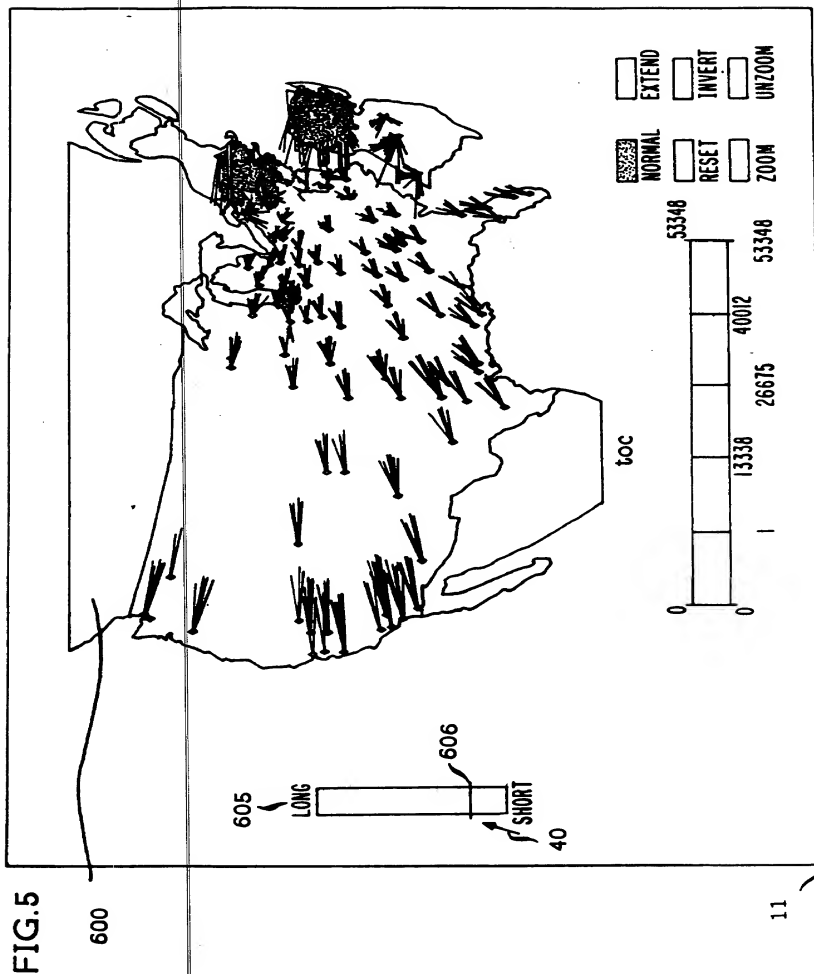 FIG.5
600
605
LONG
606
SHORT
40
toc
0 53348
0 1 13338 26675 40012 53348
NORMAL EXTEND
RESET INVERT
ZOOM UNZOOM
11